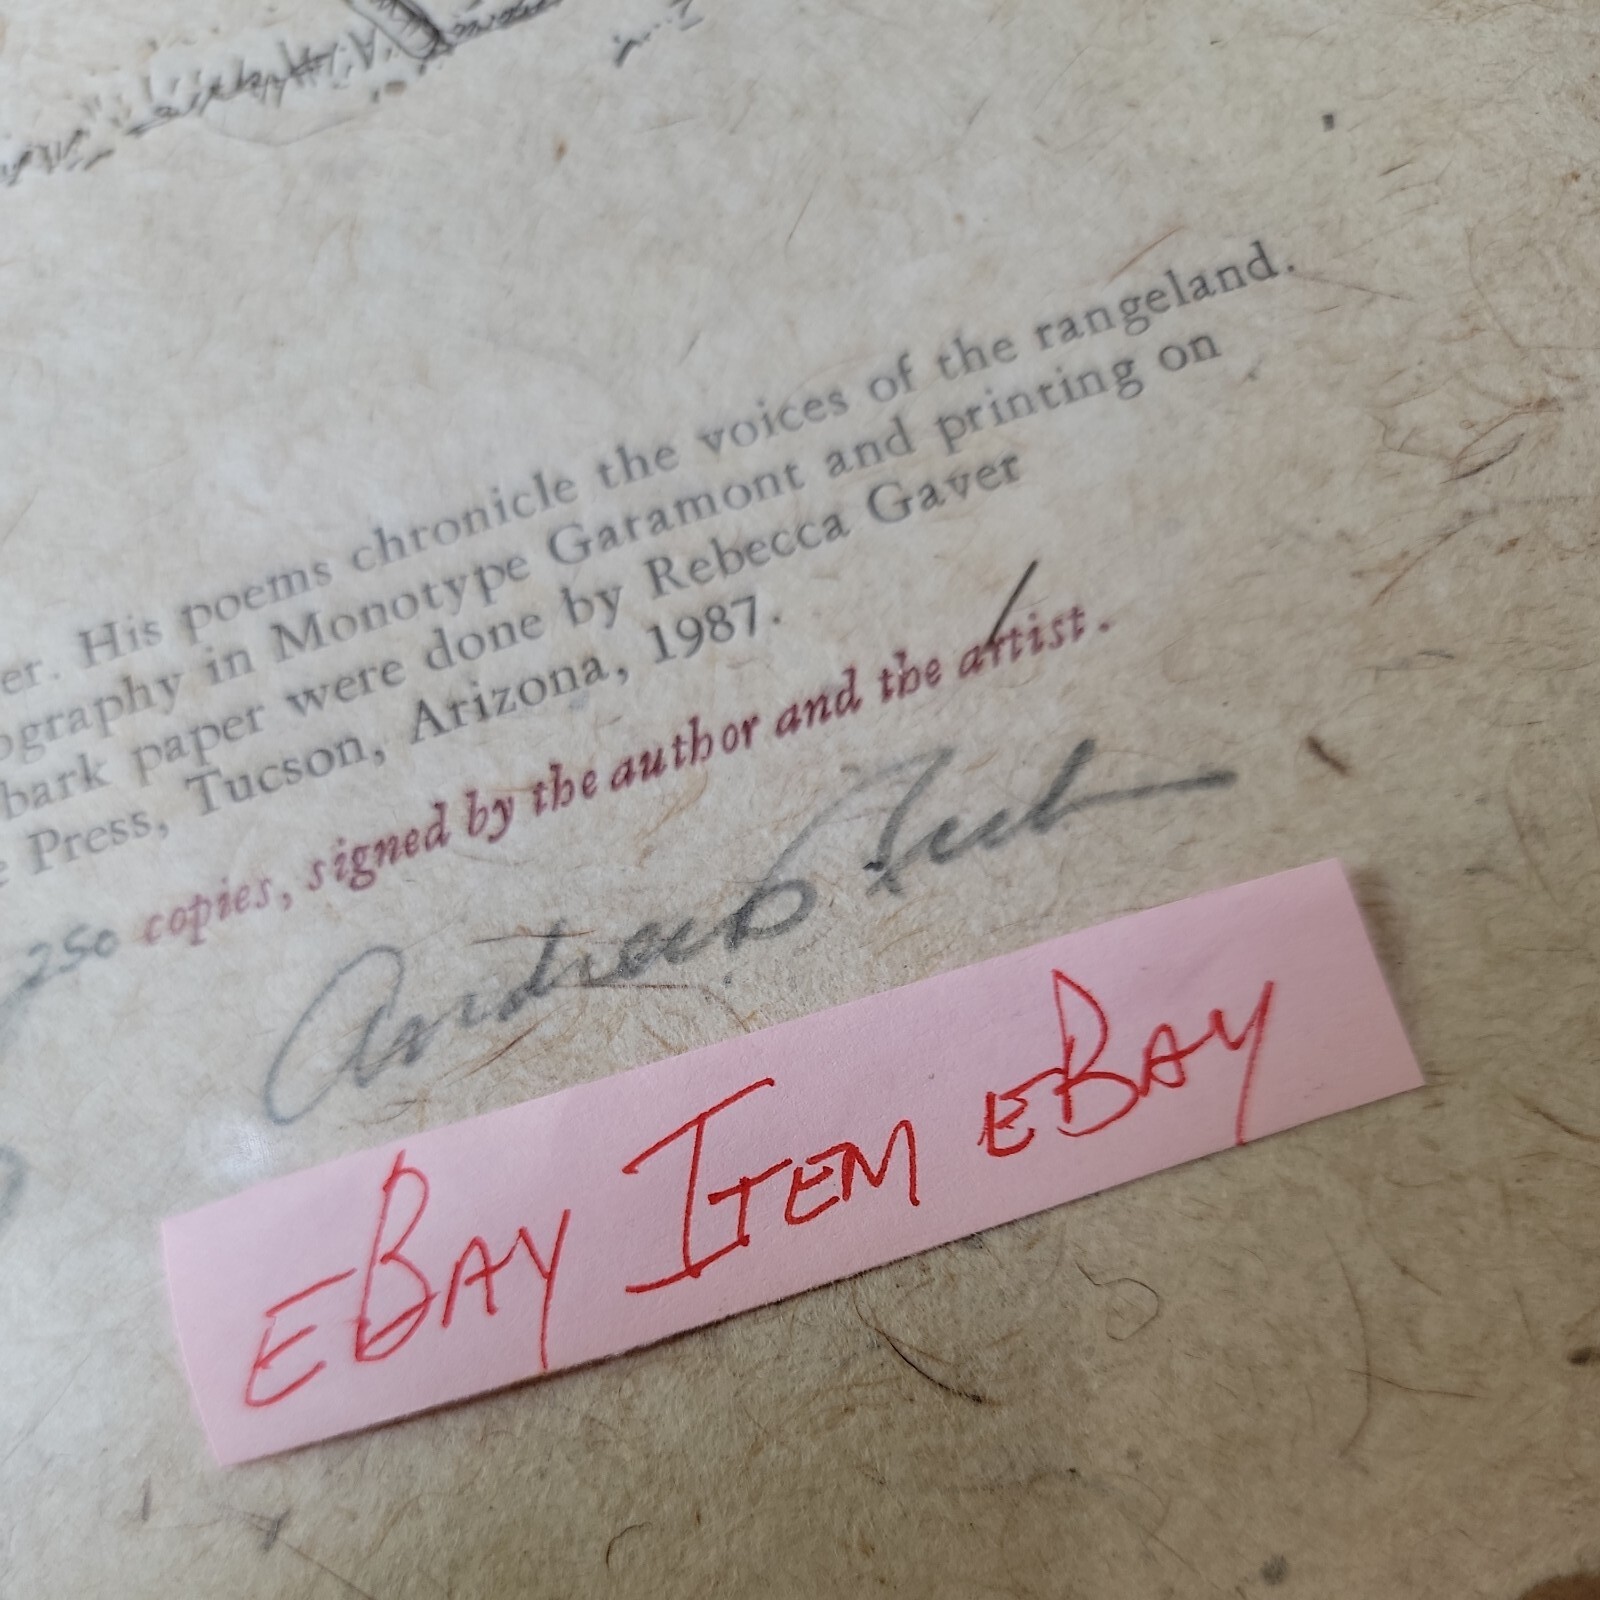 er. His poems chronicle the voices of the rangeland.
ography in Monotype Garamont and printing on
bark paper were done by Rebecca Gaver
e Press, Tucson, Arizona, 1987.
250 copies, signed by the author and the artist.
Andrea
eBay Item eBay